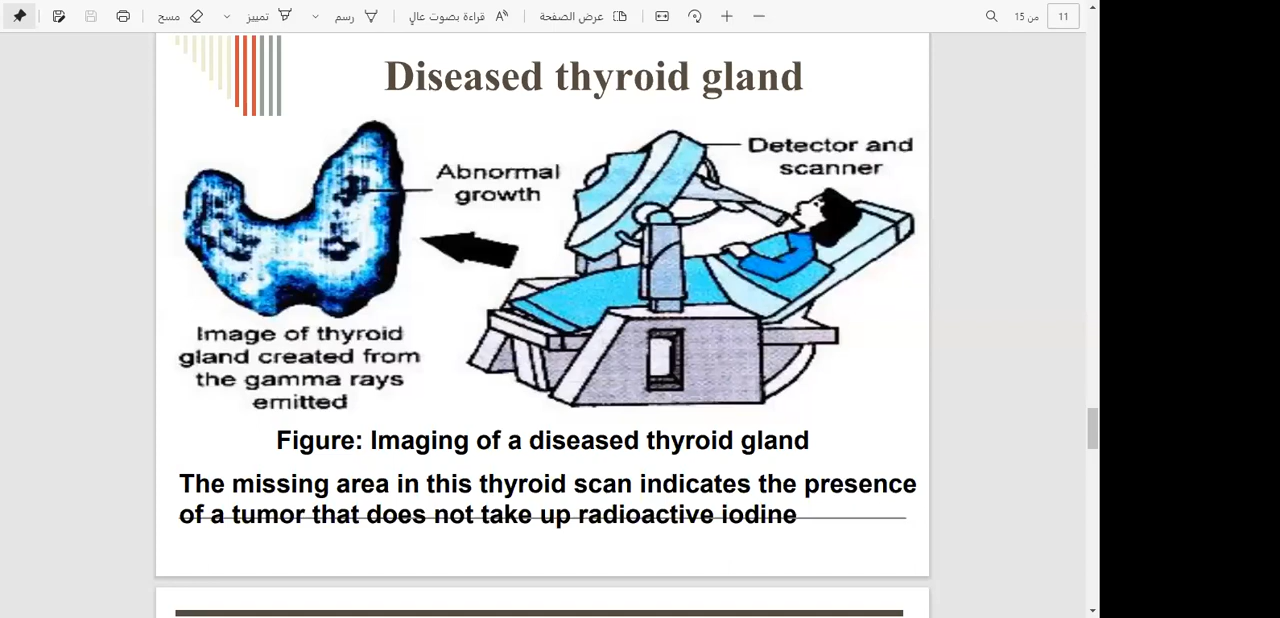 مسح
تمييز
رسم
قراءة بصوت عالٍ
عرض الصفحة
11
من 15
Diseased thyroid gland
Detector and
scanner
Abnormal
growth
Image of thyroid
gland created from
the gamma rays
emitted
Figure: Imaging of a diseased thyroid gland
The missing area in this thyroid scan indicates the presence
of a tumor that does not take up radioactive iodine